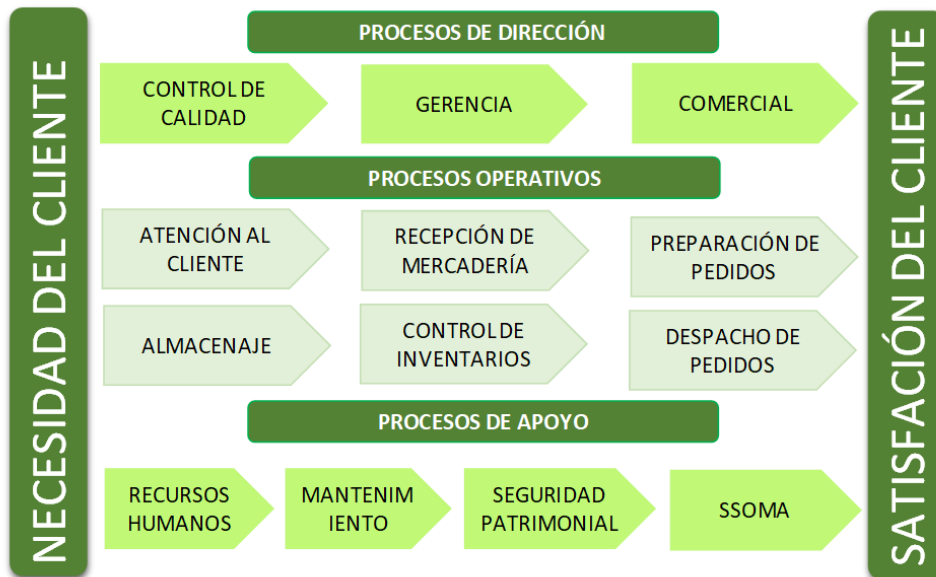 NECESIDAD DEL CLIENTE
PROCESOS DE DIRECCIÓN
CONTROL DE
CALIDAD
GERENCIA
COMERCIAL
PROCESOS OPERATIVOS
ATENCIÓN AL
CLIENTE
RECEPCIÓN DE
MERCADERÍA
PREPARACIÓN DE
PEDIDOS
ALMACENAJE
CONTROL DE
INVENTARIOS
DESPACHO DE
PEDIDOS
PROCESOS DE APOYO
RECURSOS
HUMANOS
MANTENIM
IENTO
SEGURIDAD
PATRIMONIAL
SSOMA
SATISFACIÓN DEL CLIENTE